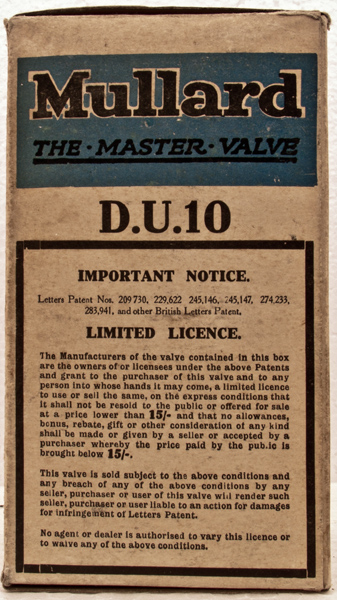 Mullard
THE · MASTER · VALVE
D.U.10
IMPORTANT NOTICE.
Letters Patent Nos. 209730, 229,622 245,146, 245,147, 274,233,
283,941, and other British Letters Patent.
LIMITED LICENCE.
The Manufacturers of the valve contained in this box
are the owners of or licensees under the above Patents
and grant to the purchaser of this valve and to any
person into whose hands it may come, a limited licence
to use or sell the same, on the express conditions that
it shall not be resold to the public or offered for sale
at a price lower than 15/- and that no allowances,
bonus, rebate, gift or other consideration of any kind
shall be made or given by a seller or accepted by a
purchaser whereby the price paid by the public is
brought below 15/-.
This valve is sold subject to the above conditions and
any breach of any of the above conditions by any
seller, purchaser or user of this valve will render such
seller, purchaser or user liable to an action for damages
for infringement of Letters Patent.
No agent or dealer is authorised to vary this licence or
to waive any of the above conditions.